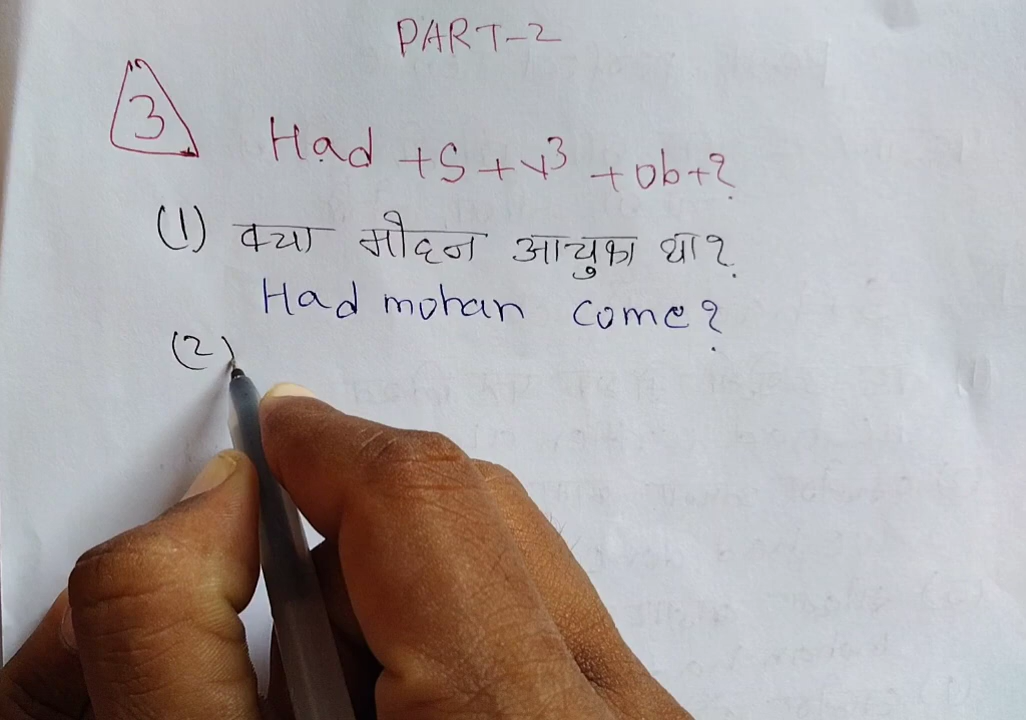 PART-2
3
Had +S+v³ +ob+?
(1) क्या मोहन आचुका था?
Had mohan come?
(2)